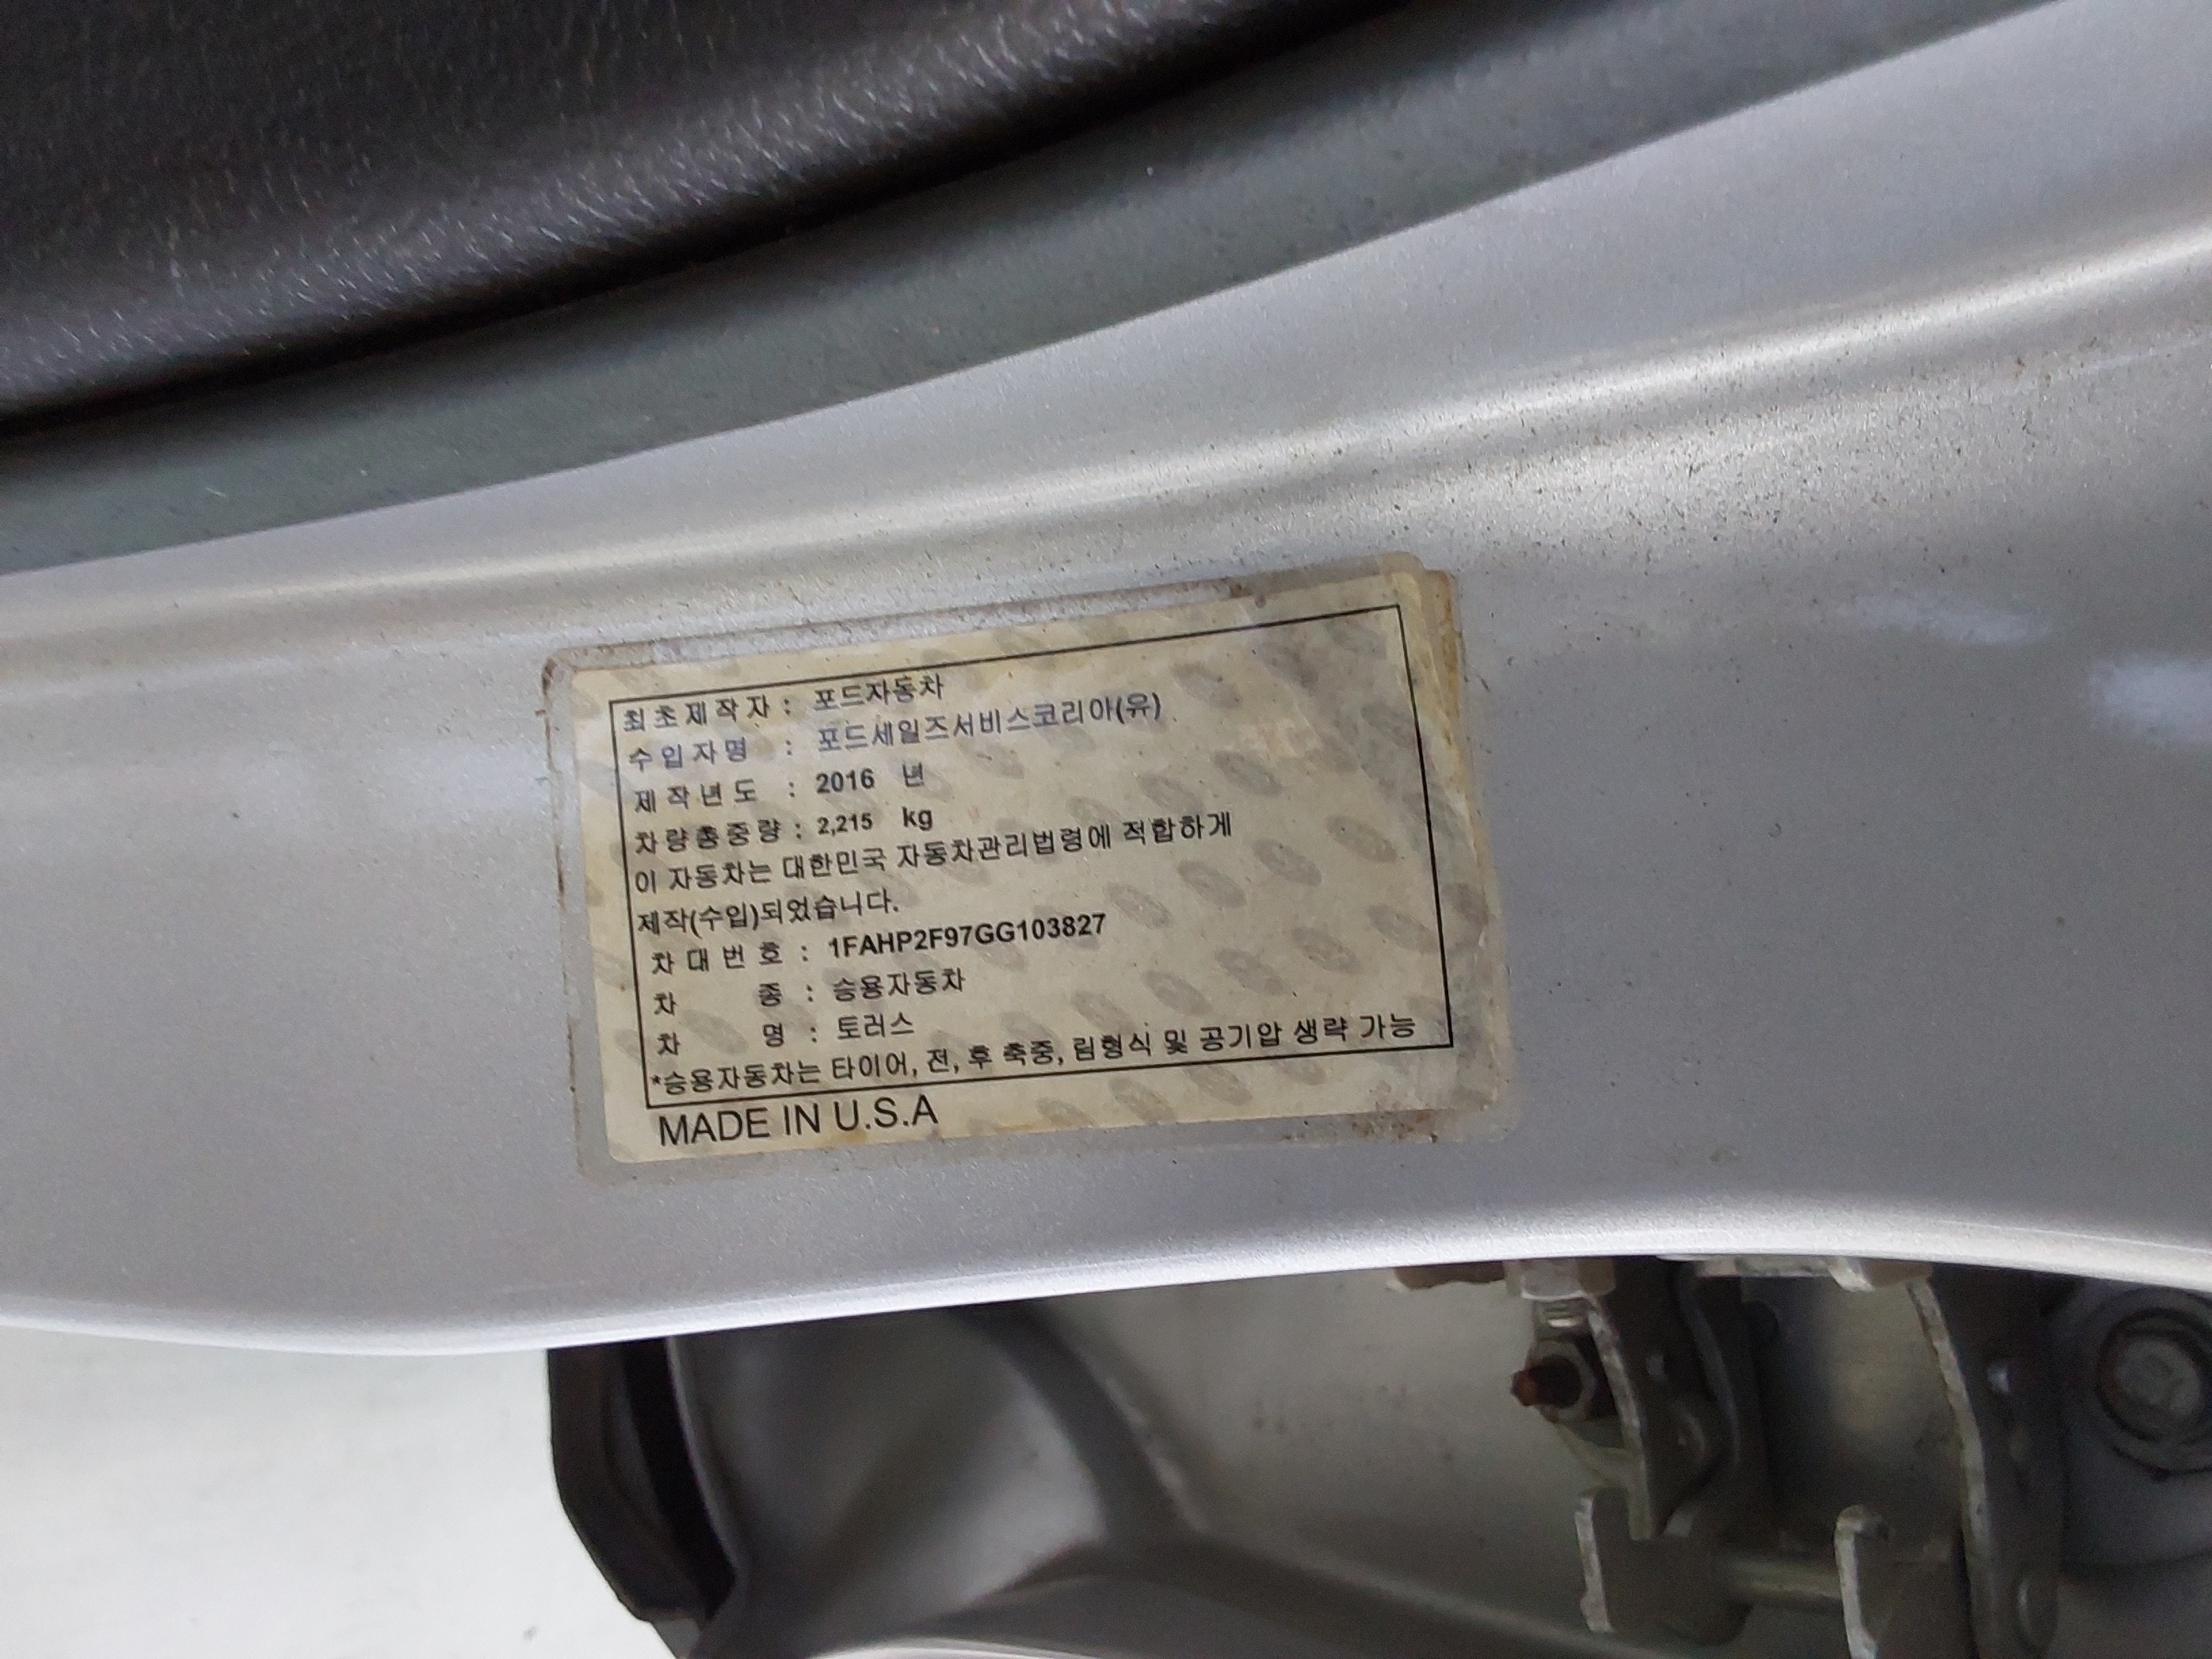 최초제작자 : 포드자동차
수입자명 : 포드세일즈서비스코리아(유)
제작년도 : 2016 년
차량총중량 : 2,215 kg
이 자동차는 대한민국 자동차관리법령에 적합하게
제작(수입)되었습니다.
차대번호 : 1FAHP2F97GG103827
차 종 : 승용자동차
차 명 : 토러스
*승용자동차는 타이어, 전, 후 축중, 림형식 및 공기압 생략 가능
MADE IN U.S.A